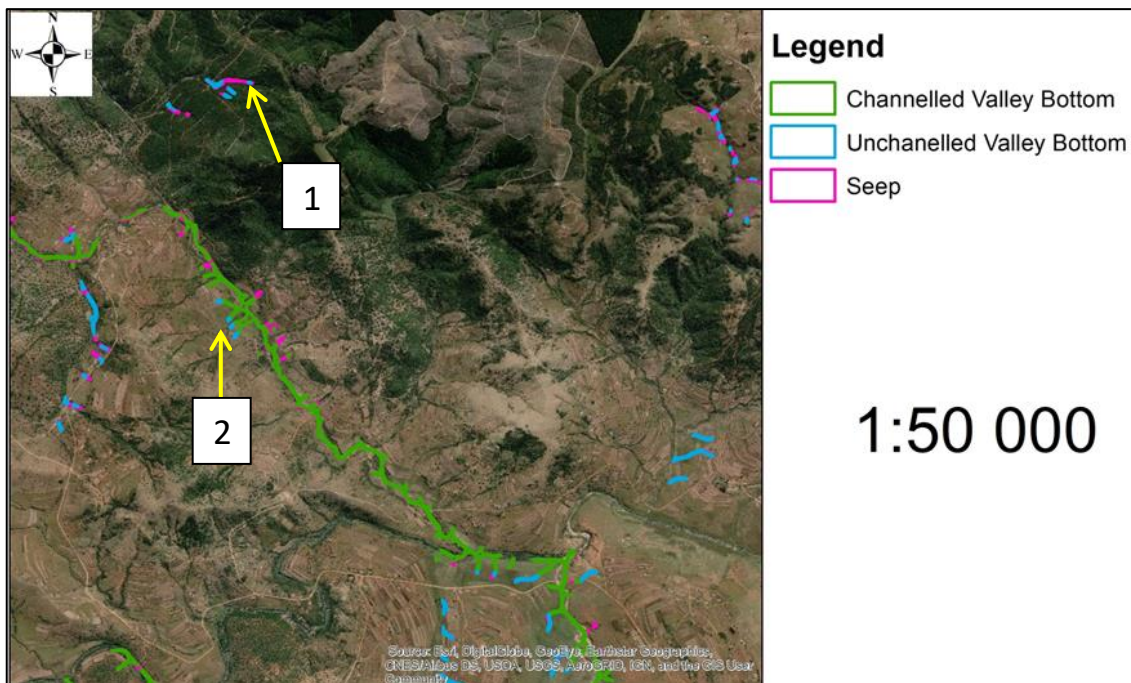 N
W E
S
1
2
Legend
Channelled Valley Bottom
Unchanelled Valley Bottom
Seep
1:50 000
Source: Esri, DigitalGlobe, GeoEye, Earthstar Geographics,
CNES/Airbus DS, USDA, USGS, AeroGRID, IGN, and the GIS User
Community